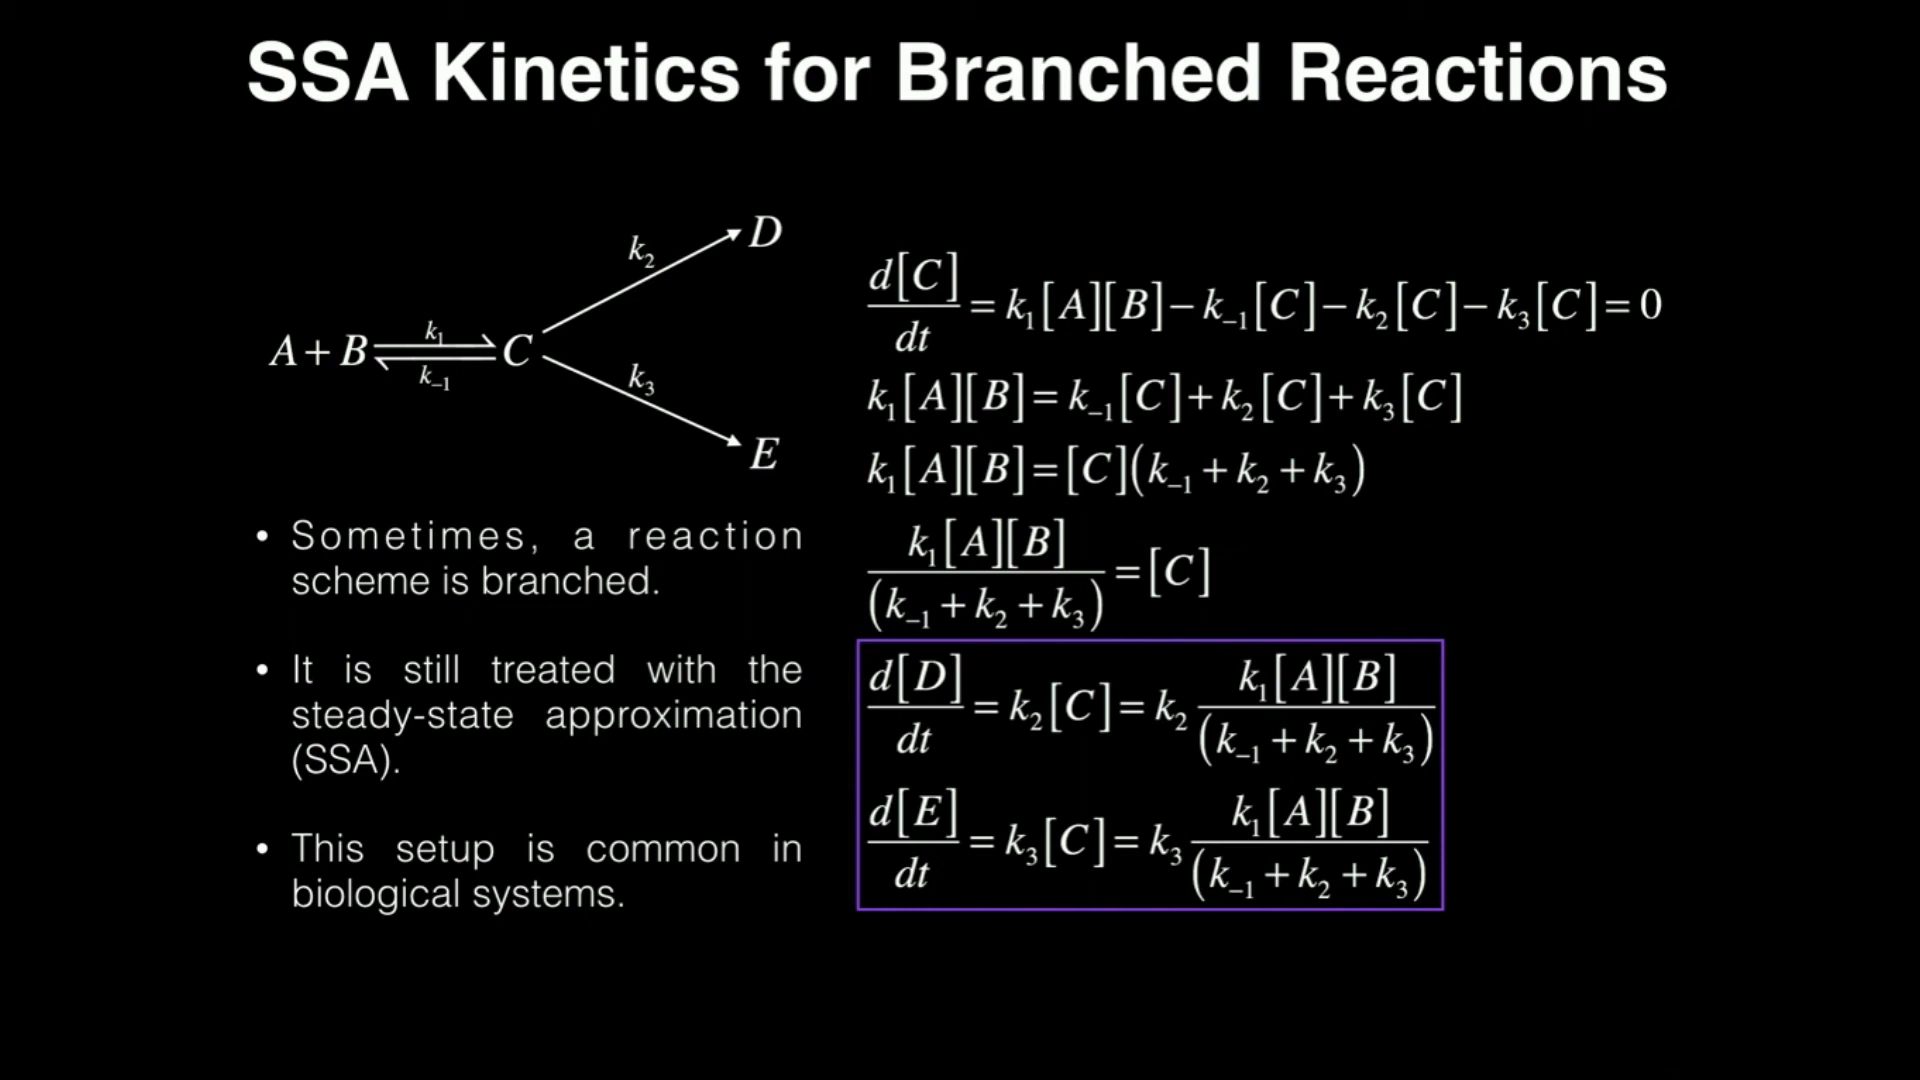 SSA Kinetics for Branched Reactions
A + B ⇌ C
k₁
k₋₁
k₂
D
k₃
E
• Sometimes, a reaction
scheme is branched.
• It is still treated with the
steady-state approximation
(SSA).
• This setup is common in
biological systems.
d[C]/dt = k₁[A][B] − k₋₁[C] − k₂[C] − k₃[C] = 0
k₁[A][B] = k₋₁[C] + k₂[C] + k₃[C]
k₁[A][B] = [C](k₋₁ + k₂ + k₃)
k₁[A][B]/(k₋₁ + k₂ + k₃) = [C]
d[D]/dt = k₂[C] = k₂ k₁[A][B]/(k₋₁ + k₂ + k₃)
d[E]/dt = k₃[C] = k₃ k₁[A][B]/(k₋₁ + k₂ + k₃)